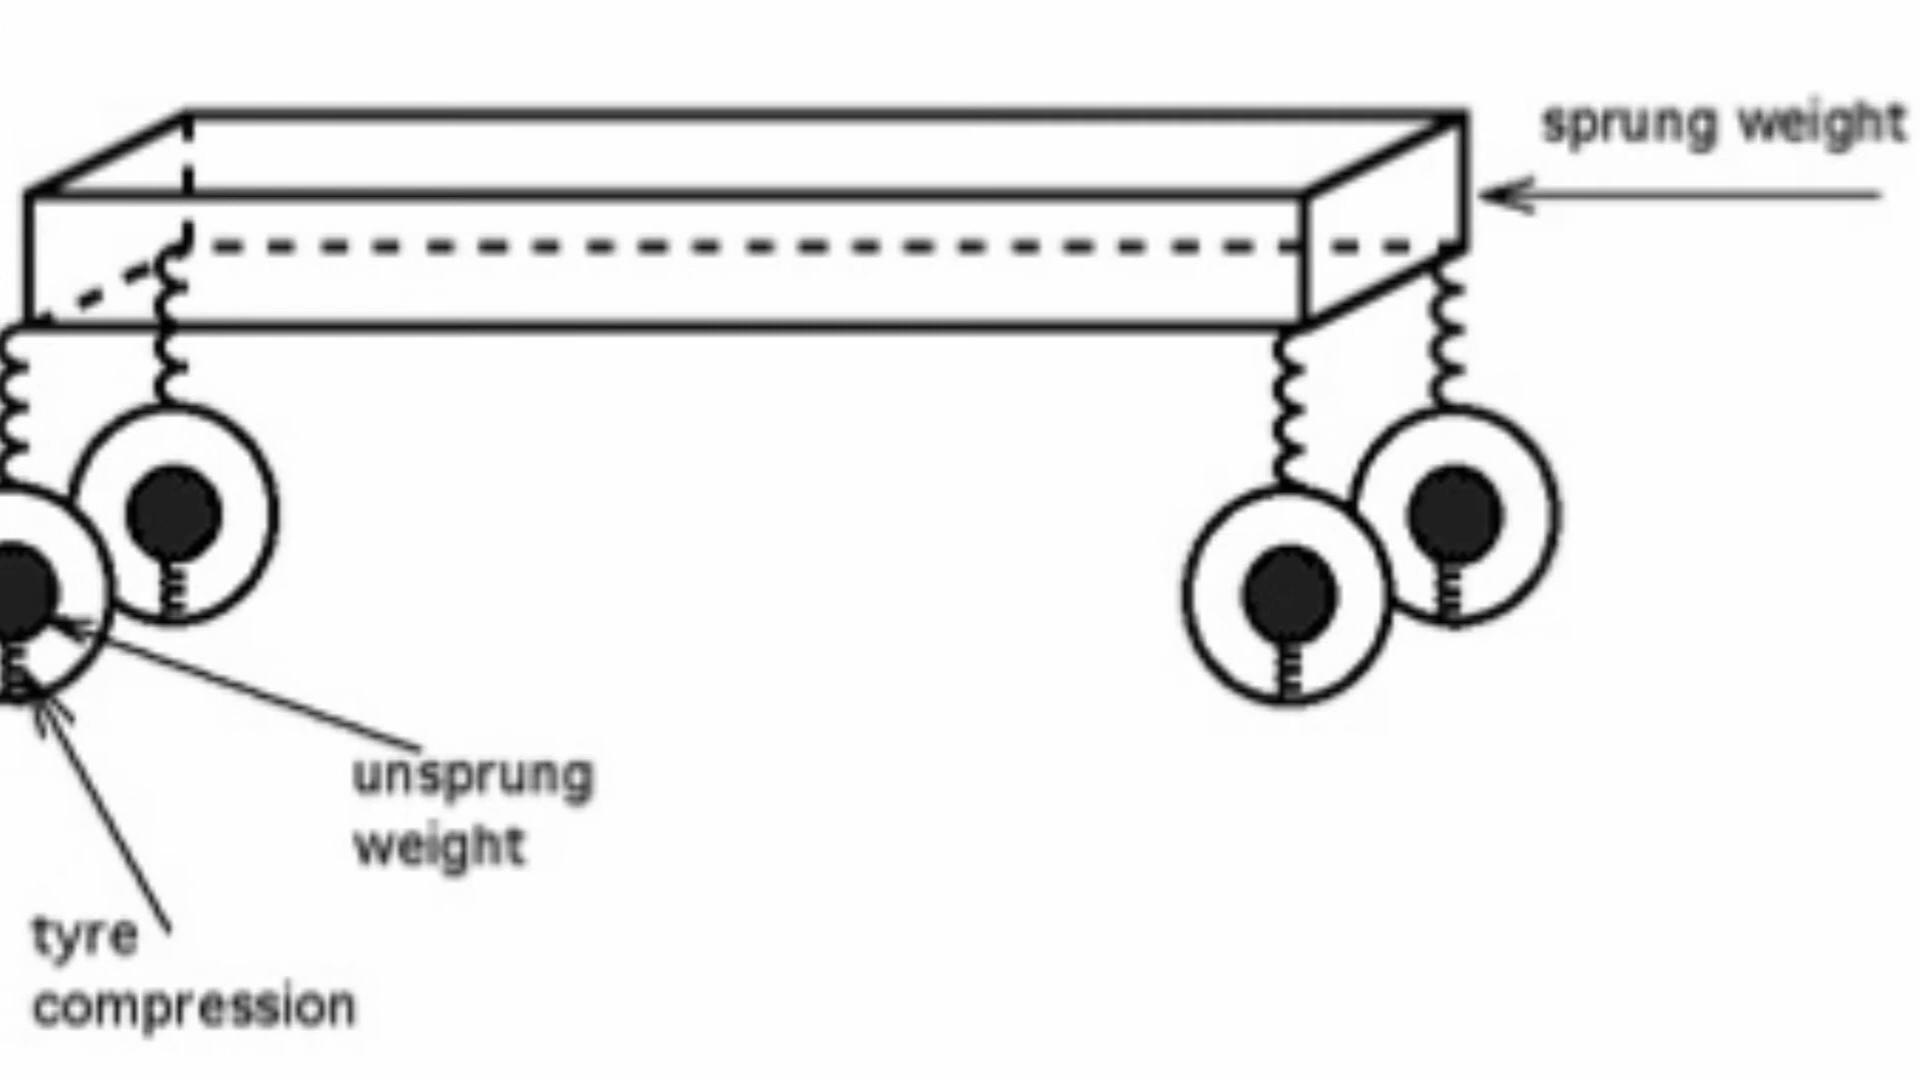 sprung weight
unsprung
weight
tyre
compression